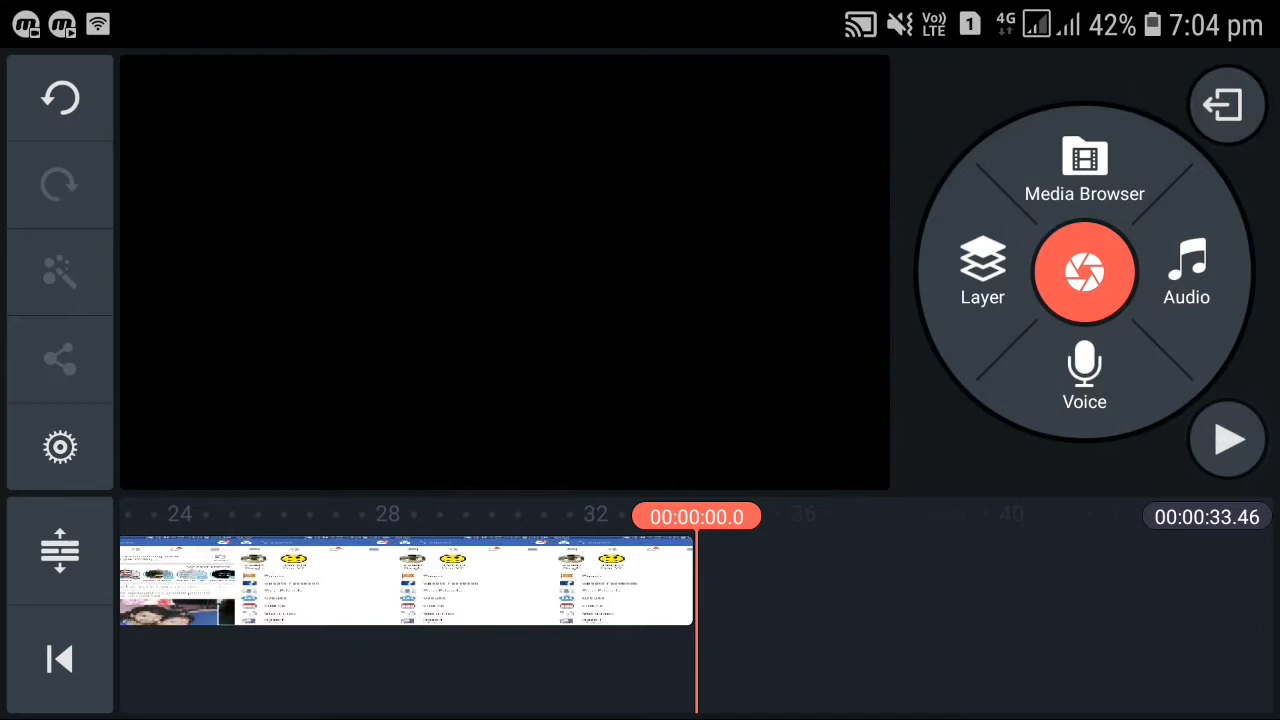 Vo)) 4G 42% 7:04 pm
LTE 1
Media Browser
Layer
Audio
Voice
24 28 32 00:00:00.0 36 40 00:00:33.46